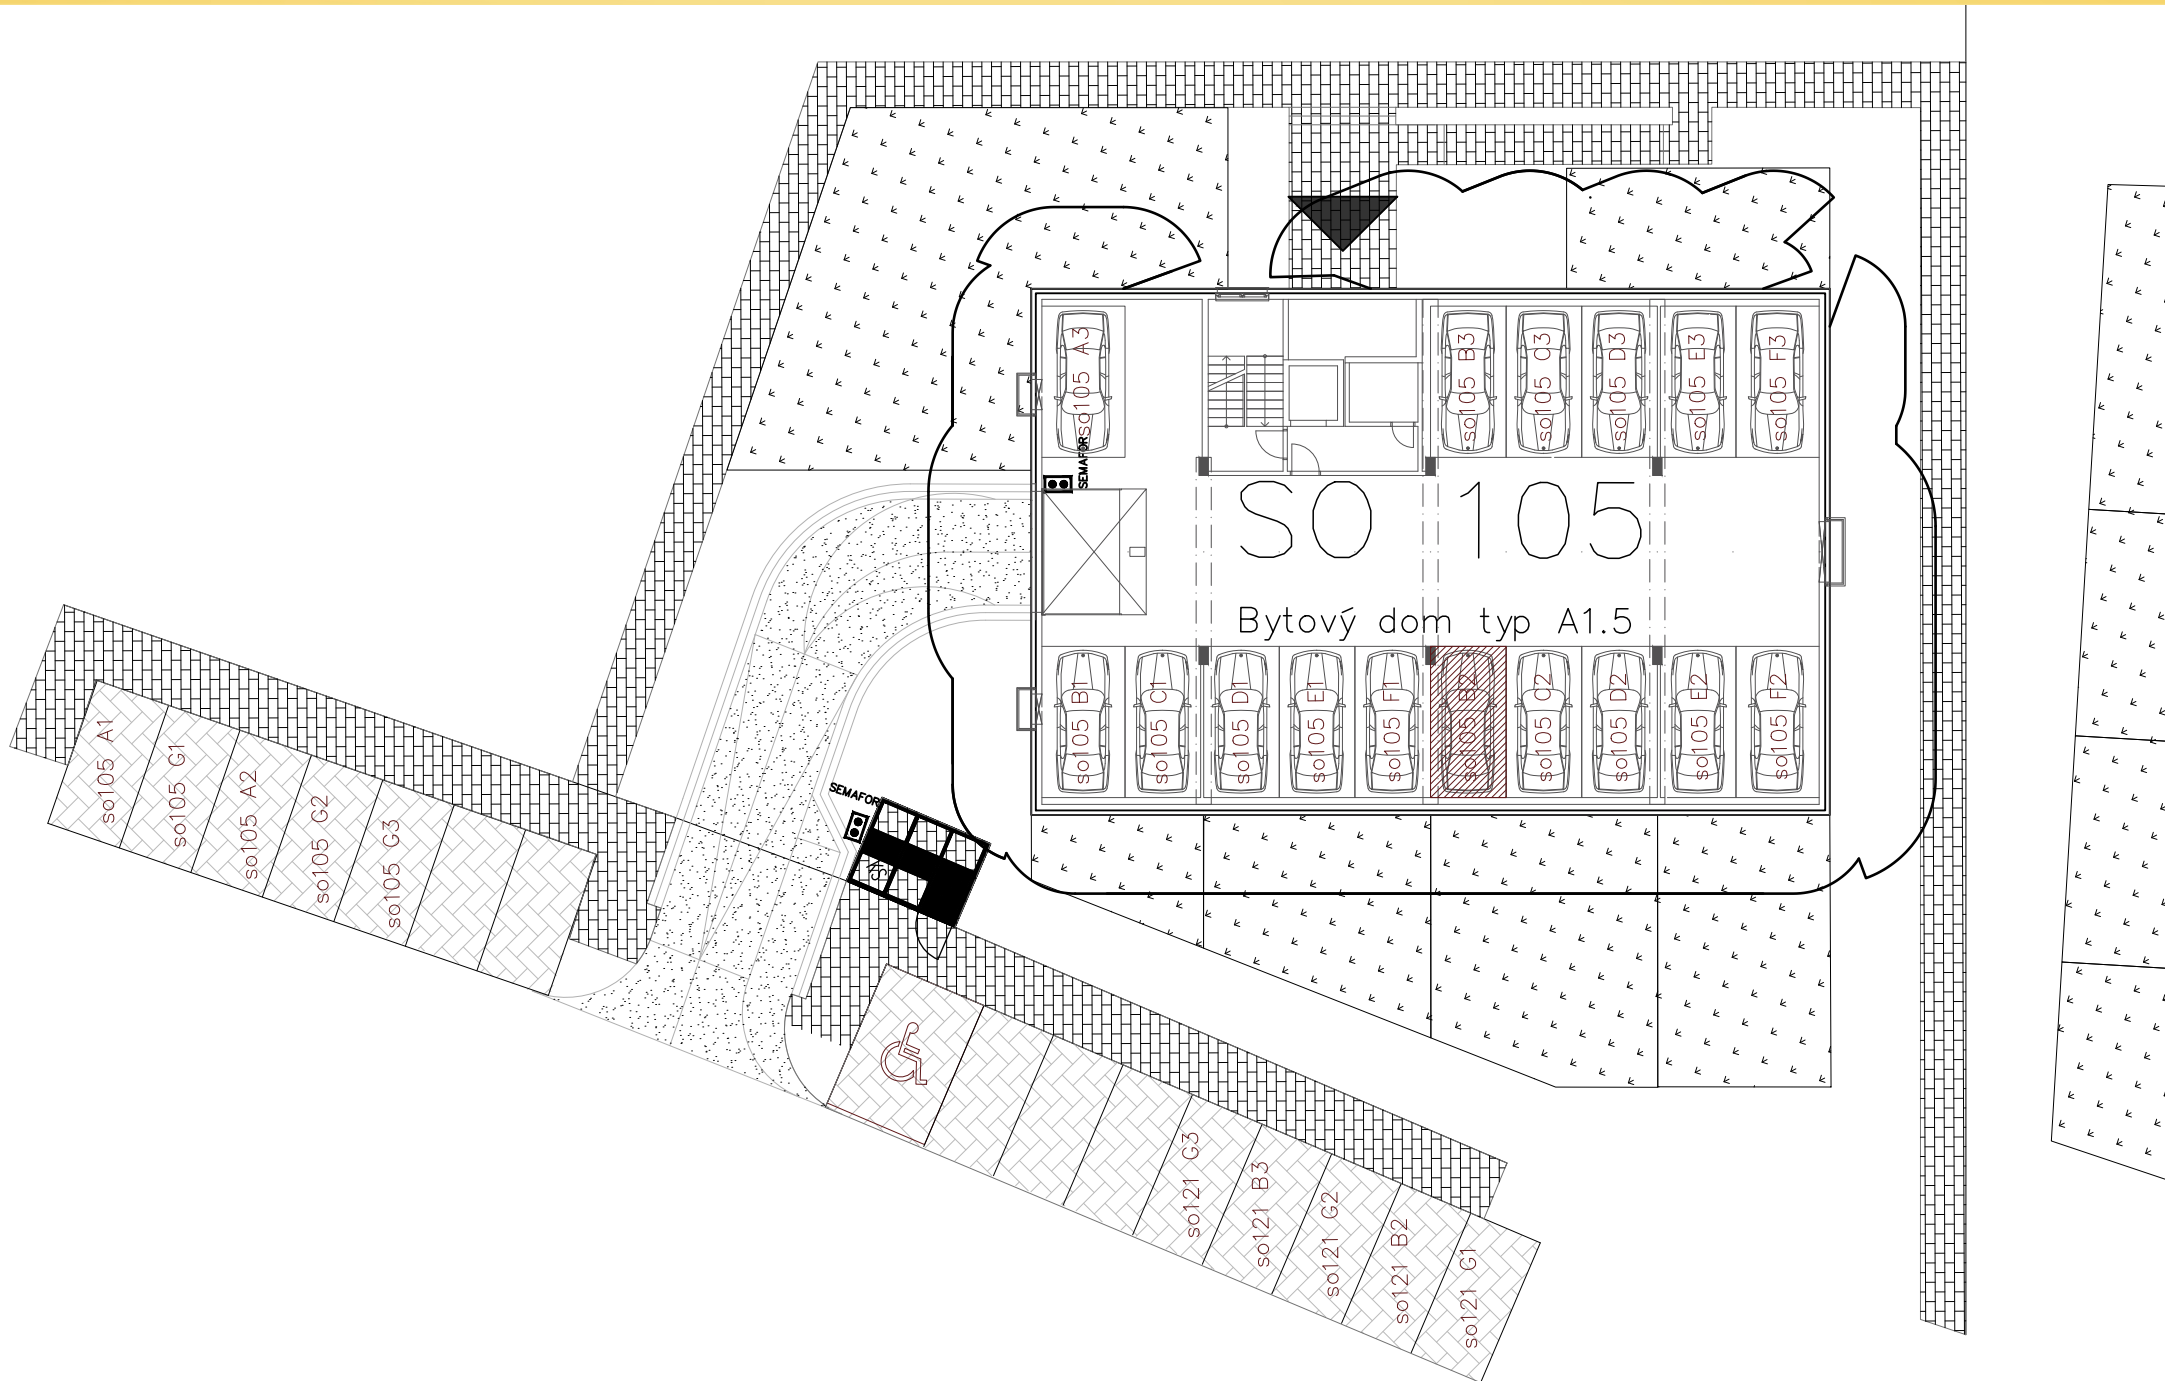 so105 A3
so105 B3
so105 C3
so105 D3
so105 E3
so105 F3
SEMAFOR
SO 105
Bytový dom typ A1.5
so105 B1
so105 C1
so105 D1
so105 E1
so105 F1
so105 B2
so105 C2
so105 D2
so105 E2
so105 F2
so105 A1
so105 G1
so105 A2
so105 G2
so105 G3
SEMAFOR
so121 G3
so121 B3
so121 G2
so121 B2
so121 G1